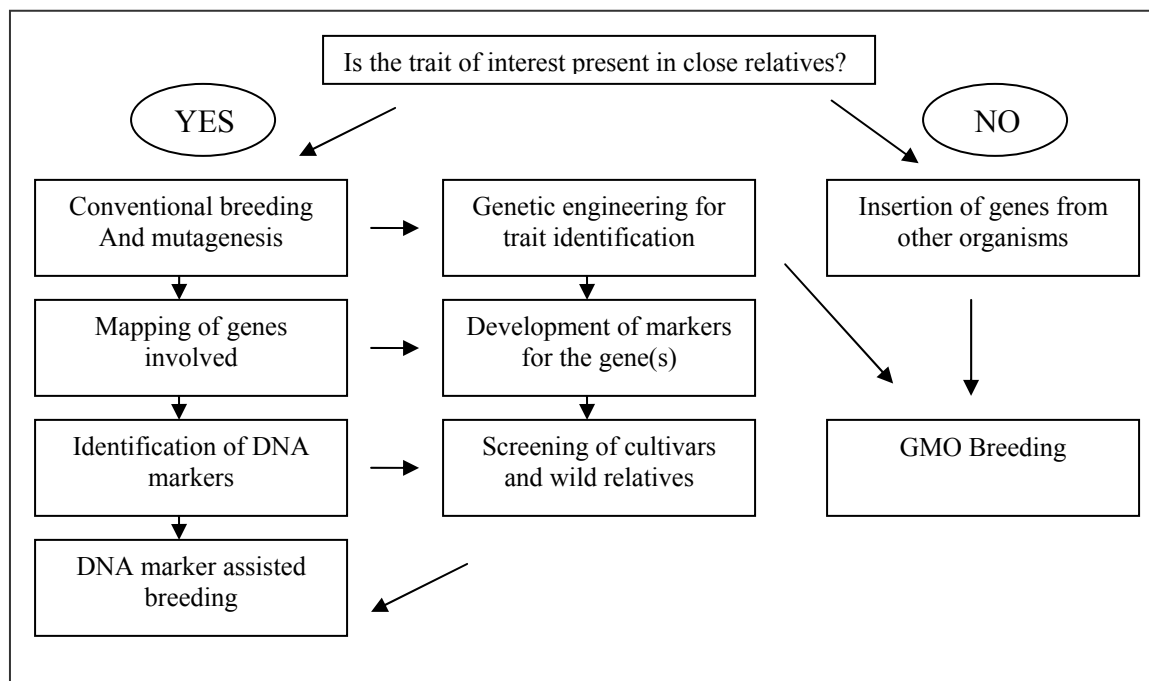 Is the trait of interest present in close relatives?
YES
NO
Conventional breeding
And mutagenesis
Genetic engineering for
trait identification
Insertion of genes from
other organisms
Mapping of genes
involved
Development of markers
for the gene(s)
Identification of DNA
markers
Screening of cultivars
and wild relatives
GMO Breeding
DNA marker assisted
breeding